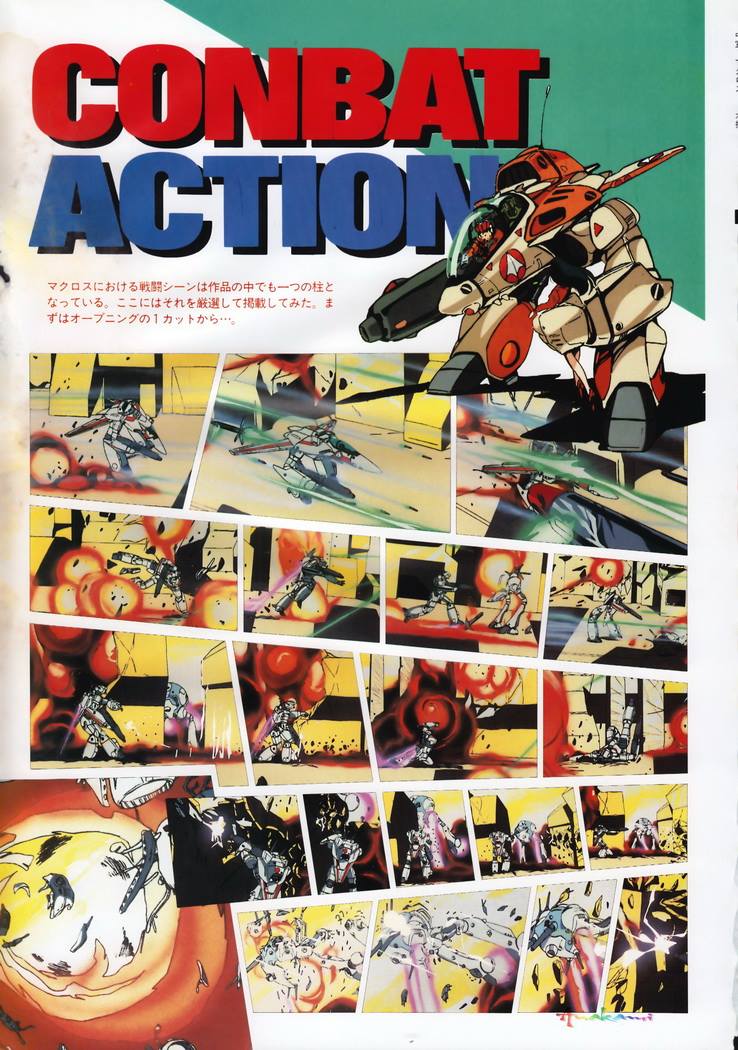 CONBAT
ACTION
マクロスにおける戦闘シーンは作品の中でも一つの柱と
なっている。ここにはそれを厳選して掲載してみた。ま
ずはオープニングの1カットから…。